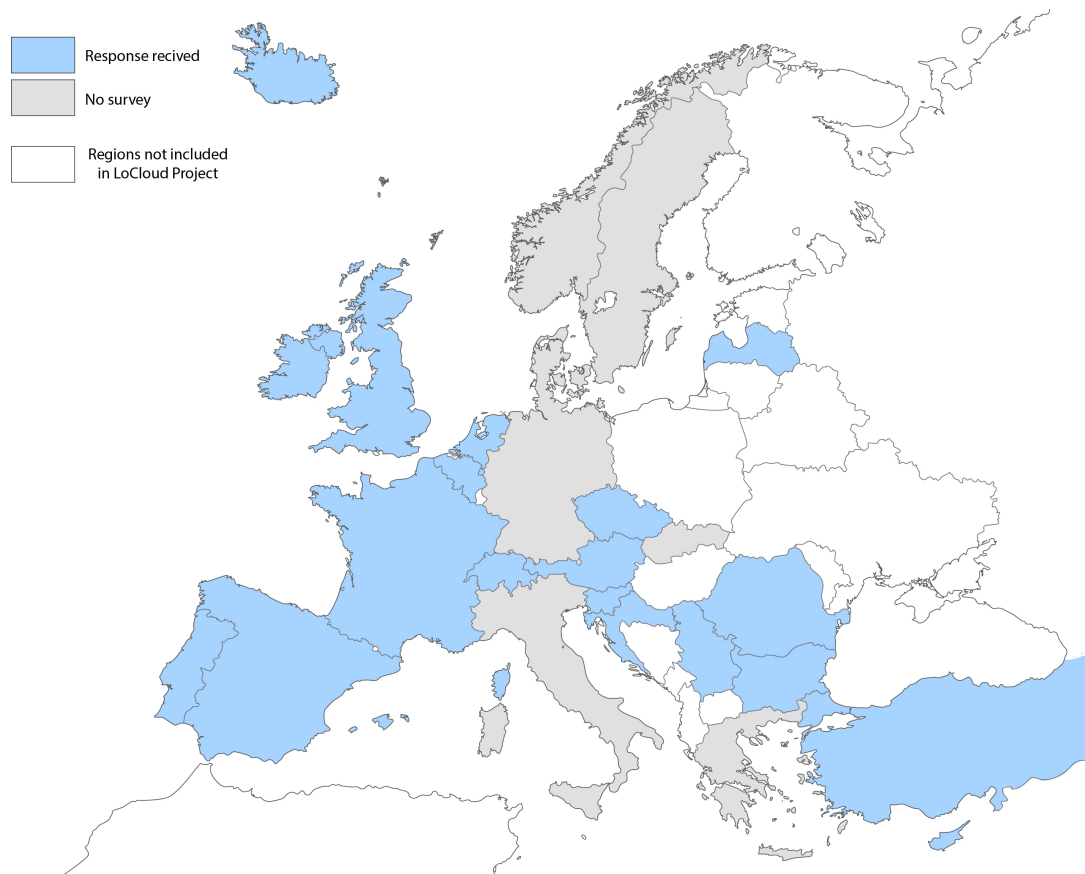 Response recived
No survey
Regions not included
in LoCloud Project